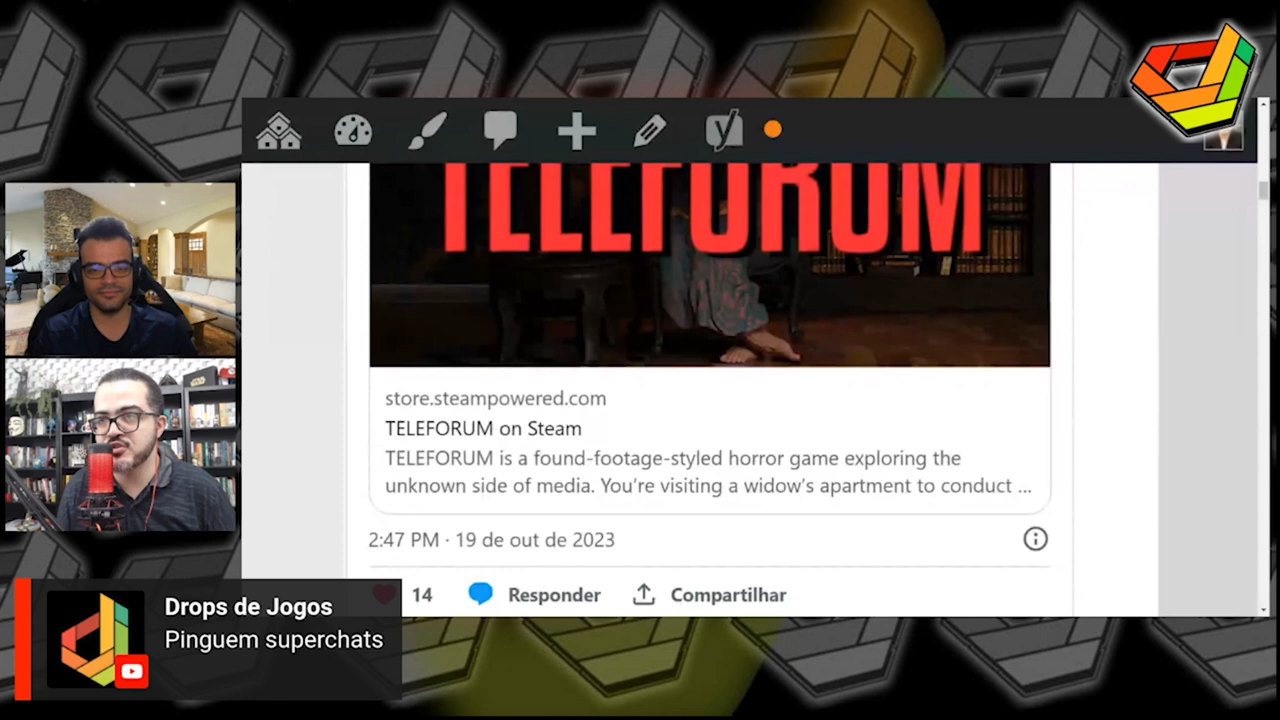 TELEFORUM
store.steampowered.com
TELEFORUM on Steam
TELEFORUM is a found-footage-styled horror game exploring the
unknown side of media. You’re visiting a widow’s apartment to conduct ...
2:47 PM · 19 de out de 2023
14 Responder Compartilhar
Drops de Jogos
Pinguem superchats